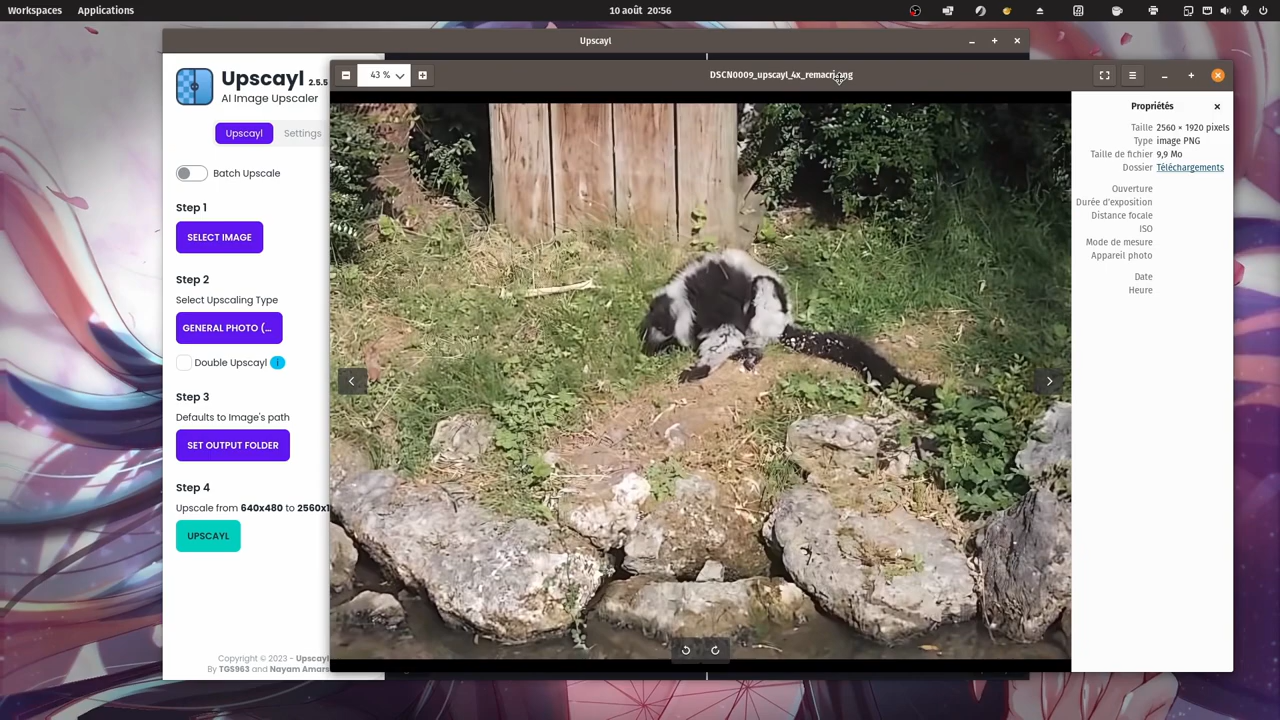 Workspaces Applications 10 août 20:56
Upscayl
Upscayl 2.5.5
AI Image Upscaler
Upscayl Settings
Batch Upscale
Step 1
SELECT IMAGE
Step 2
Select Upscaling Type
GENERAL PHOTO (...
Double Upscayl i
Step 3
Defaults to Image's path
SET OUTPUT FOLDER
Step 4
Upscale from 640x480 to 2560x1
UPSCAYL
Copyright © 2023 - Upscayl
By TGS963 and Nayam Amars
43 %
DSCN0009_upscayl_4x_remacri.png
Propriétés
Taille 2560 × 1920 pixels
Type image PNG
Taille de fichier 9,9 Mo
Dossier Téléchargements
Ouverture
Durée d'exposition
Distance focale
ISO
Mode de mesure
Appareil photo
Date
Heure